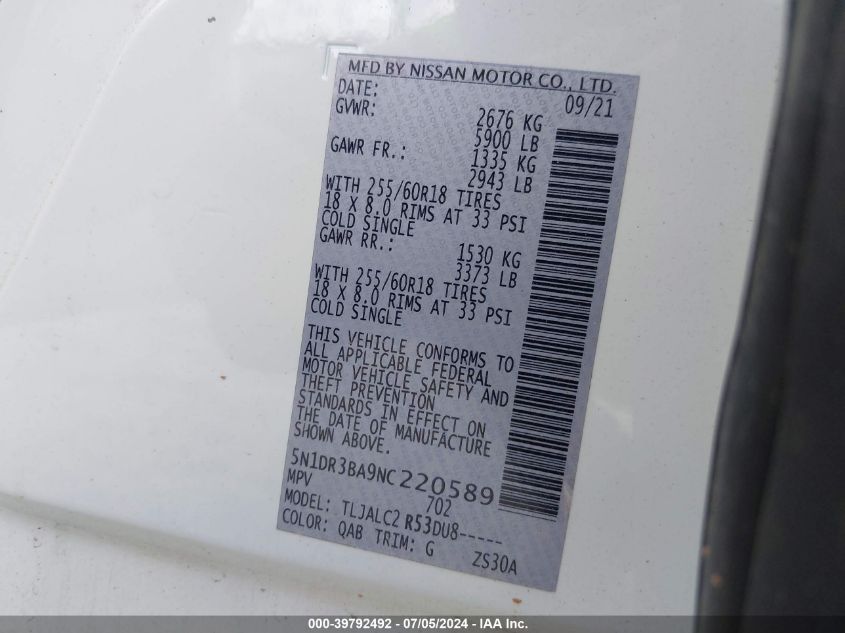 MFD BY NISSAN MOTOR CO., LTD.
DATE: 09/21
GVWR: 2676 KG
5900 LB
GAWR FR.: 1335 KG
2943 LB
WITH 255/60R18 TIRES
18 X 8.0 RIMS AT 33 PSI
COLD SINGLE
GAWR RR.: 1530 KG
3373 LB
WITH 255/60R18 TIRES
18 X 8.0 RIMS AT 33 PSI
COLD SINGLE
THIS VEHICLE CONFORMS TO
ALL APPLICABLE FEDERAL
MOTOR VEHICLE SAFETY AND
THEFT PREVENTION
STANDARDS IN EFFECT ON
THE DATE OF MANUFACTURE
SHOWN ABOVE.
5N1DR3BA9NC220589
MPV 702
MODEL: TLJALC2 R53DU8-----
COLOR: QAB TRIM: G ZS30A
000-39792492 - 07/05/2024 - IAA Inc.